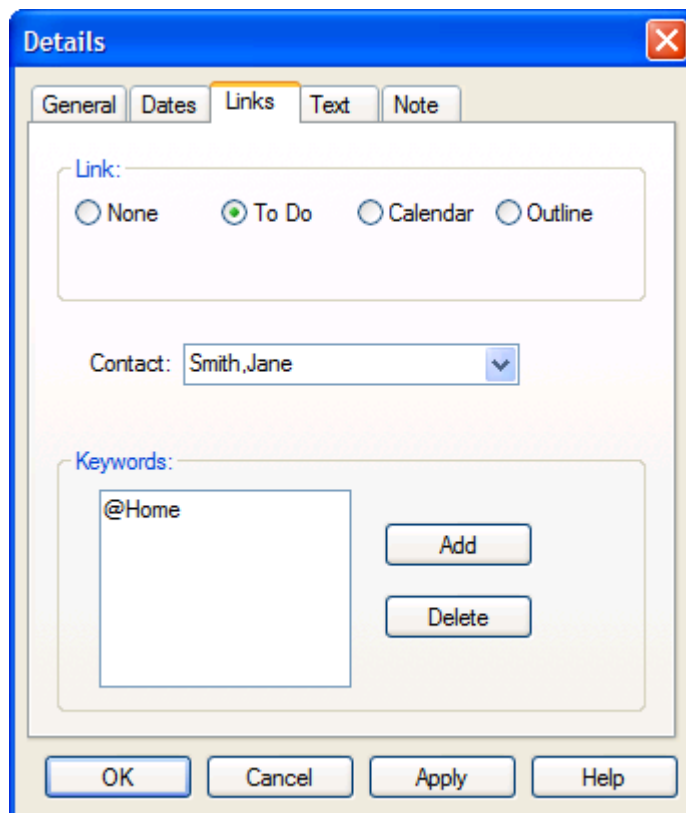 Details
General Dates Links Text Note
Link:
None To Do Calendar Outline
Contact: Smith,Jane
Keywords:
@Home
Add
Delete
OK Cancel Apply Help